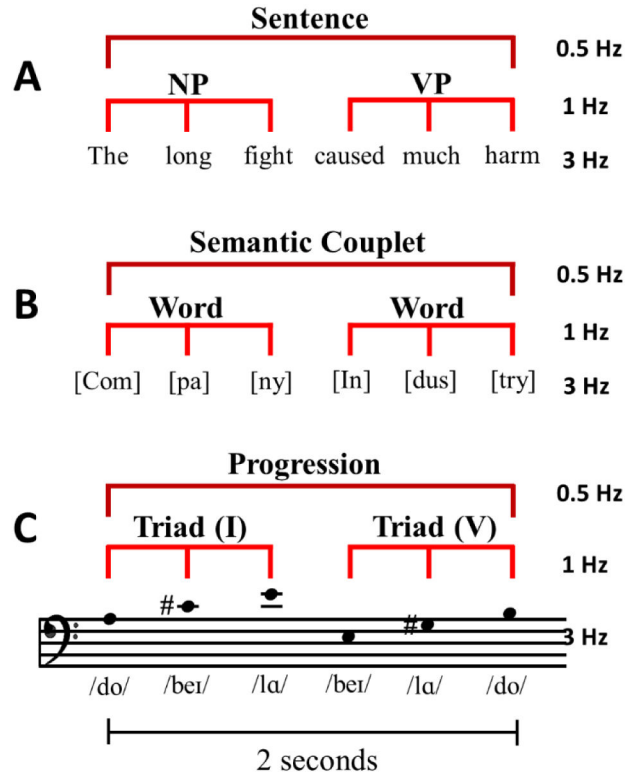 Sentence
0.5 Hz
A
NP VP
1 Hz
The long fight caused much harm
3 Hz
Semantic Couplet
0.5 Hz
B
Word Word
1 Hz
[Com] [pa] [ny] [In] [dus] [try]
3 Hz
Progression
0.5 Hz
C
Triad (I) Triad (V)
1 Hz
# #
3 Hz
/do/ /beɪ/ /lɑ/ /beɪ/ /lɑ/ /do/
2 seconds